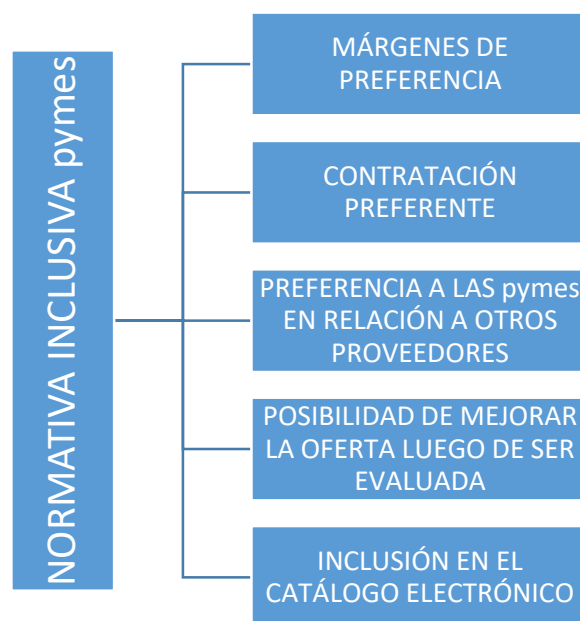 NORMATIVA INCLUSIVA pymes
MÁRGENES DE
PREFERENCIA
CONTRATACIÓN
PREFERENTE
PREFERENCIA A LAS pymes
EN RELACIÓN A OTROS
PROVEEDORES
POSIBILIDAD DE MEJORAR
LA OFERTA LUEGO DE SER
EVALUADA
INCLUSIÓN EN EL
CATÁLOGO ELECTRÓNICO